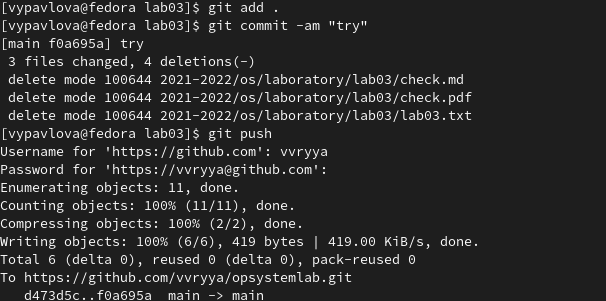 [vypavlova@fedora lab03]$ git add .
[vypavlova@fedora lab03]$ git commit -am "try"
[main f0a695a] try
 3 files changed, 4 deletions(-)
 delete mode 100644 2021-2022/os/laboratory/lab03/check.md
 delete mode 100644 2021-2022/os/laboratory/lab03/check.pdf
 delete mode 100644 2021-2022/os/laboratory/lab03/lab03.txt
[vypavlova@fedora lab03]$ git push
Username for 'https://github.com': vvryya
Password for 'https://vvryya@github.com':
Enumerating objects: 11, done.
Counting objects: 100% (11/11), done.
Compressing objects: 100% (2/2), done.
Writing objects: 100% (6/6), 419 bytes | 419.00 KiB/s, done.
Total 6 (delta 0), reused 0 (delta 0), pack-reused 0
To https://github.com/vvryya/opsystemlab.git
   d473d5c..f0a695a  main -> main